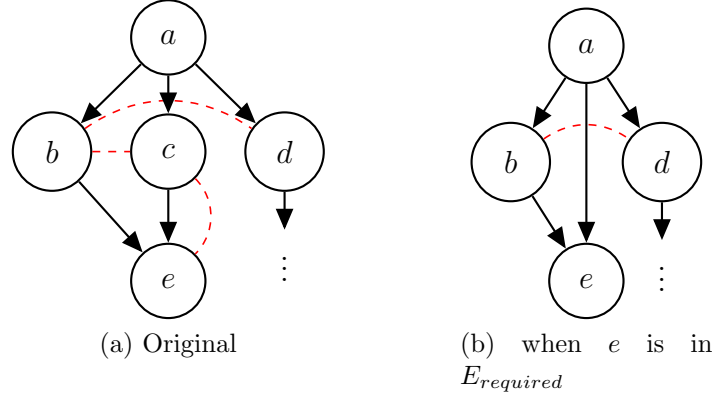 a
b
c
d
e
⋮
(a) Original
a
b
d
e
⋮
(b) when e is in
E_required